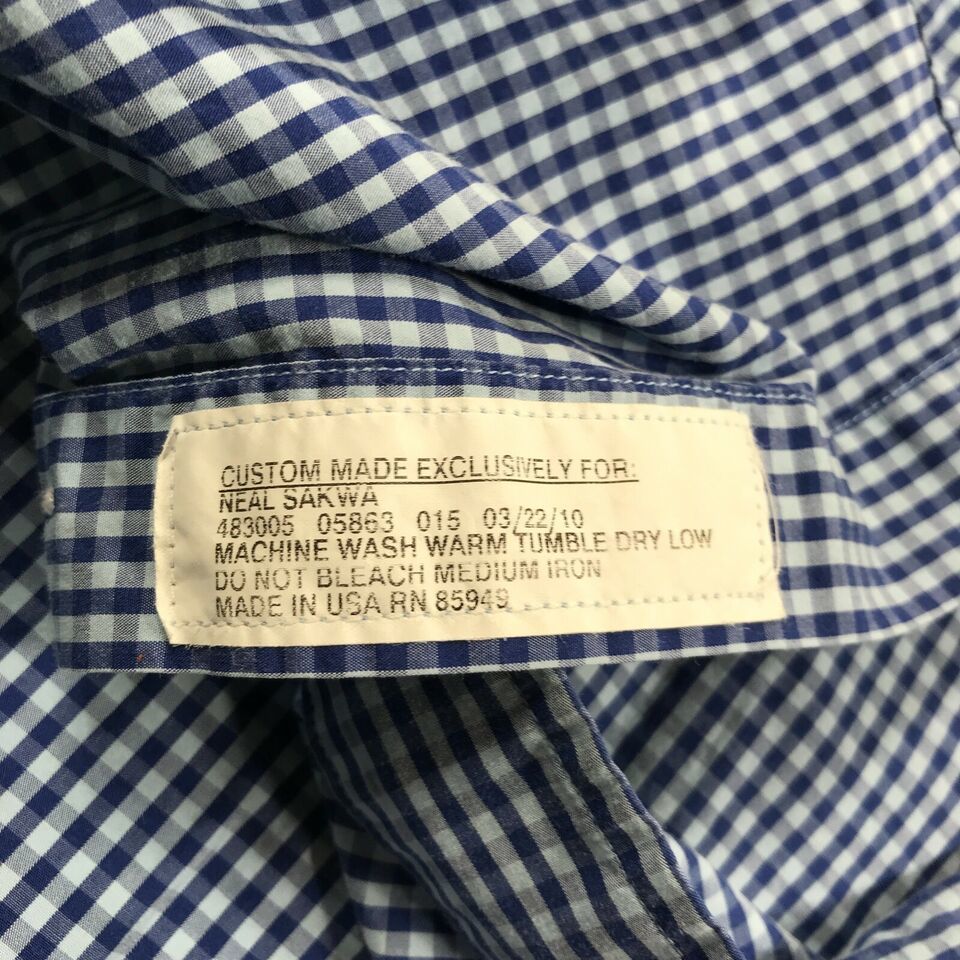 CUSTOM MADE EXCLUSIVELY FOR:
NEAL SAKWA
483005 05863 015 03/22/10
MACHINE WASH WARM TUMBLE DRY LOW
DO NOT BLEACH MEDIUM IRON
MADE IN USA RN 85949